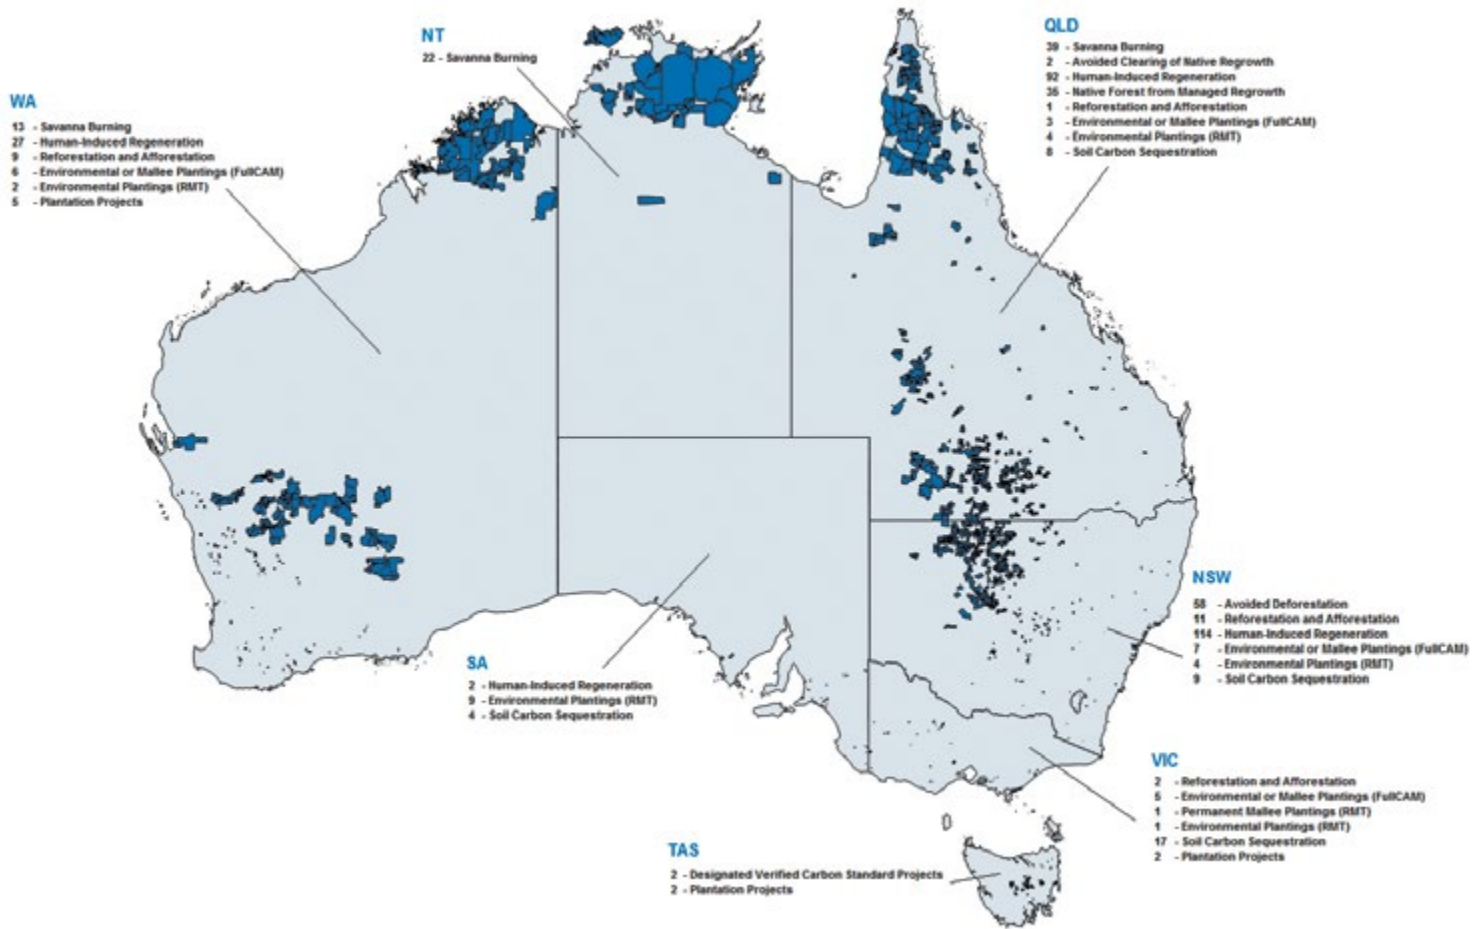 NT
22 - Savanna Burning
QLD
39 - Savanna Burning
2 - Avoided Clearing of Native Regrowth
92 - Human-Induced Regeneration
35 - Native Forest from Managed Regrowth
1 - Reforestation and Afforestation
3 - Environmental or Mallee Plantings (FullCAM)
4 - Environmental Plantings (RMT)
8 - Soil Carbon Sequestration
WA
13 - Savanna Burning
27 - Human-Induced Regeneration
9 - Reforestation and Afforestation
6 - Environmental or Mallee Plantings (FullCAM)
2 - Environmental Plantings (RMT)
5 - Plantation Projects
NSW
58 - Avoided Deforestation
11 - Reforestation and Afforestation
114 - Human-Induced Regeneration
7 - Environmental or Mallee Plantings (FullCAM)
4 - Environmental Plantings (RMT)
9 - Soil Carbon Sequestration
SA
2 - Human-Induced Regeneration
9 - Environmental Plantings (RMT)
4 - Soil Carbon Sequestration
VIC
2 - Reforestation and Afforestation
5 - Environmental or Mallee Plantings (FullCAM)
1 - Permanent Mallee Plantings (RMT)
1 - Environmental Plantings (RMT)
17 - Soil Carbon Sequestration
2 - Plantation Projects
TAS
2 - Designated Verified Carbon Standard Projects
2 - Plantation Projects